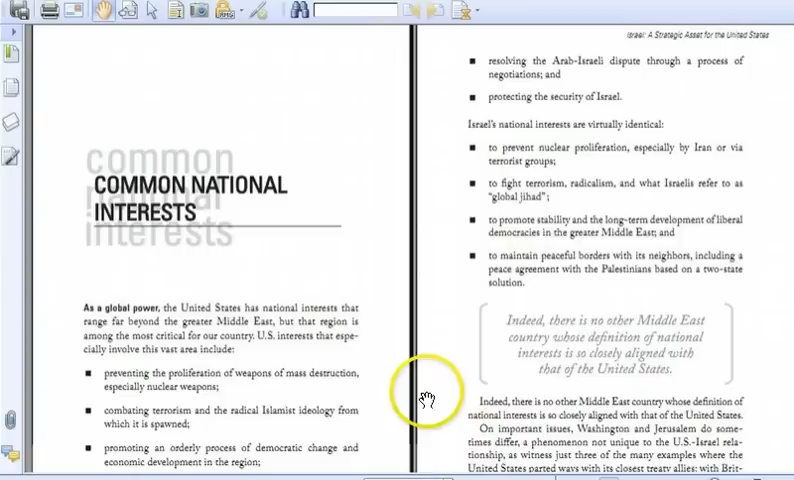 common
national
interests
COMMON NATIONAL
INTERESTS
As a global power, the United States has national interests that
range far beyond the greater Middle East, but that region is
among the most critical for our country. U.S. interests that espe-
cially involve this vast area include:
■ preventing the proliferation of weapons of mass destruction,
especially nuclear weapons;
■ combating terrorism and the radical Islamist ideology from
which it is spawned;
■ promoting an orderly process of democratic change and
economic development in the region;
Israel: A Strategic Asset for the United States
■ resolving the Arab-Israeli dispute through a process of
negotiations; and
■ protecting the security of Israel.
Israel's national interests are virtually identical:
■ to prevent nuclear proliferation, especially by Iran or via
terrorist groups;
■ to fight terrorism, radicalism, and what Israelis refer to as
"global jihad";
■ to promote stability and the long-term development of liberal
democracies in the greater Middle East; and
■ to maintain peaceful borders with its neighbors, including a
peace agreement with the Palestinians based on a two-state
solution.
Indeed, there is no other Middle East
country whose definition of national
interests is so closely aligned with
that of the United States.
Indeed, there is no other Middle East country whose definition of
national interests is so closely aligned with that of the United States.
On important issues, Washington and Jerusalem do some-
times differ, a phenomenon not unique to the U.S.-Israel rela-
tionship, as witness just three of the many examples where the
United States parted ways with its closest treaty allies: with Brit-